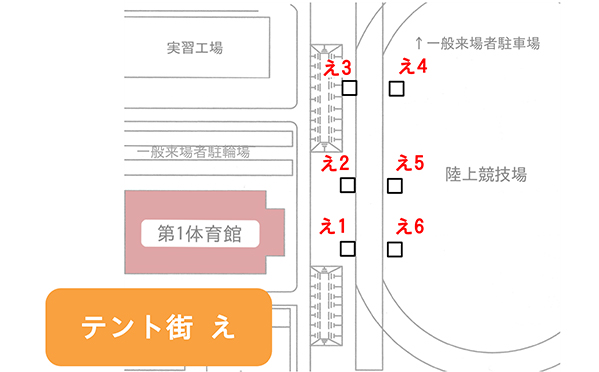 実習工場
↑一般来場者駐車場
え3
え4
一般来場者駐輪場
え2
え5
陸上競技場
え1
え6
第1体育館
テント街 え